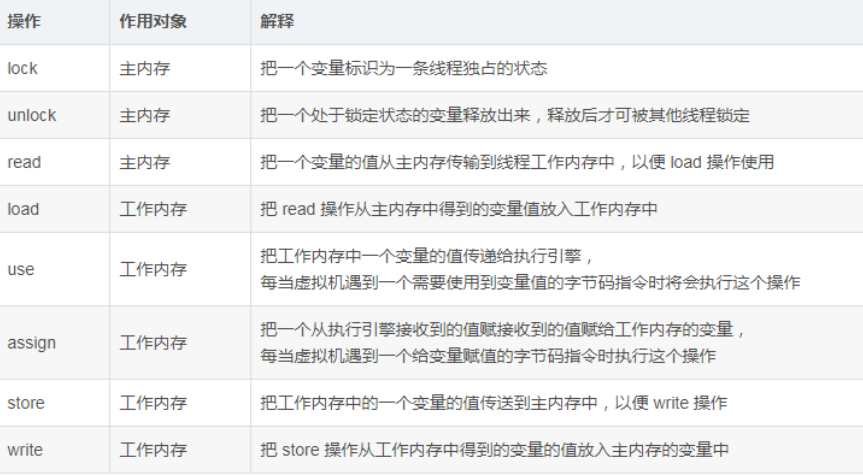 操作 作用对象 解释
lock 主内存 把一个变量标识为一条线程独占的状态
unlock 主内存 把一个处于锁定状态的变量释放出来，释放后才可被其他线程锁定
read 主内存 把一个变量的值从主内存传输到线程工作内存中，以便 load 操作使用
load 工作内存 把 read 操作从主内存中得到的变量值放入工作内存中
use 工作内存 把工作内存中一个变量的值传递给执行引擎，
每当虚拟机遇到一个需要使用到变量值的字节码指令时将会执行这个操作
assign 工作内存 把一个从执行引擎接收到的值赋接收到的值赋给工作内存的变量，
每当虚拟机遇到一个给变量赋值的字节码指令时执行这个操作
store 工作内存 把工作内存中的一个变量的值传送到主内存中，以便 write 操作
write 工作内存 把 store 操作从工作内存中得到的变量的值放入主内存的变量中